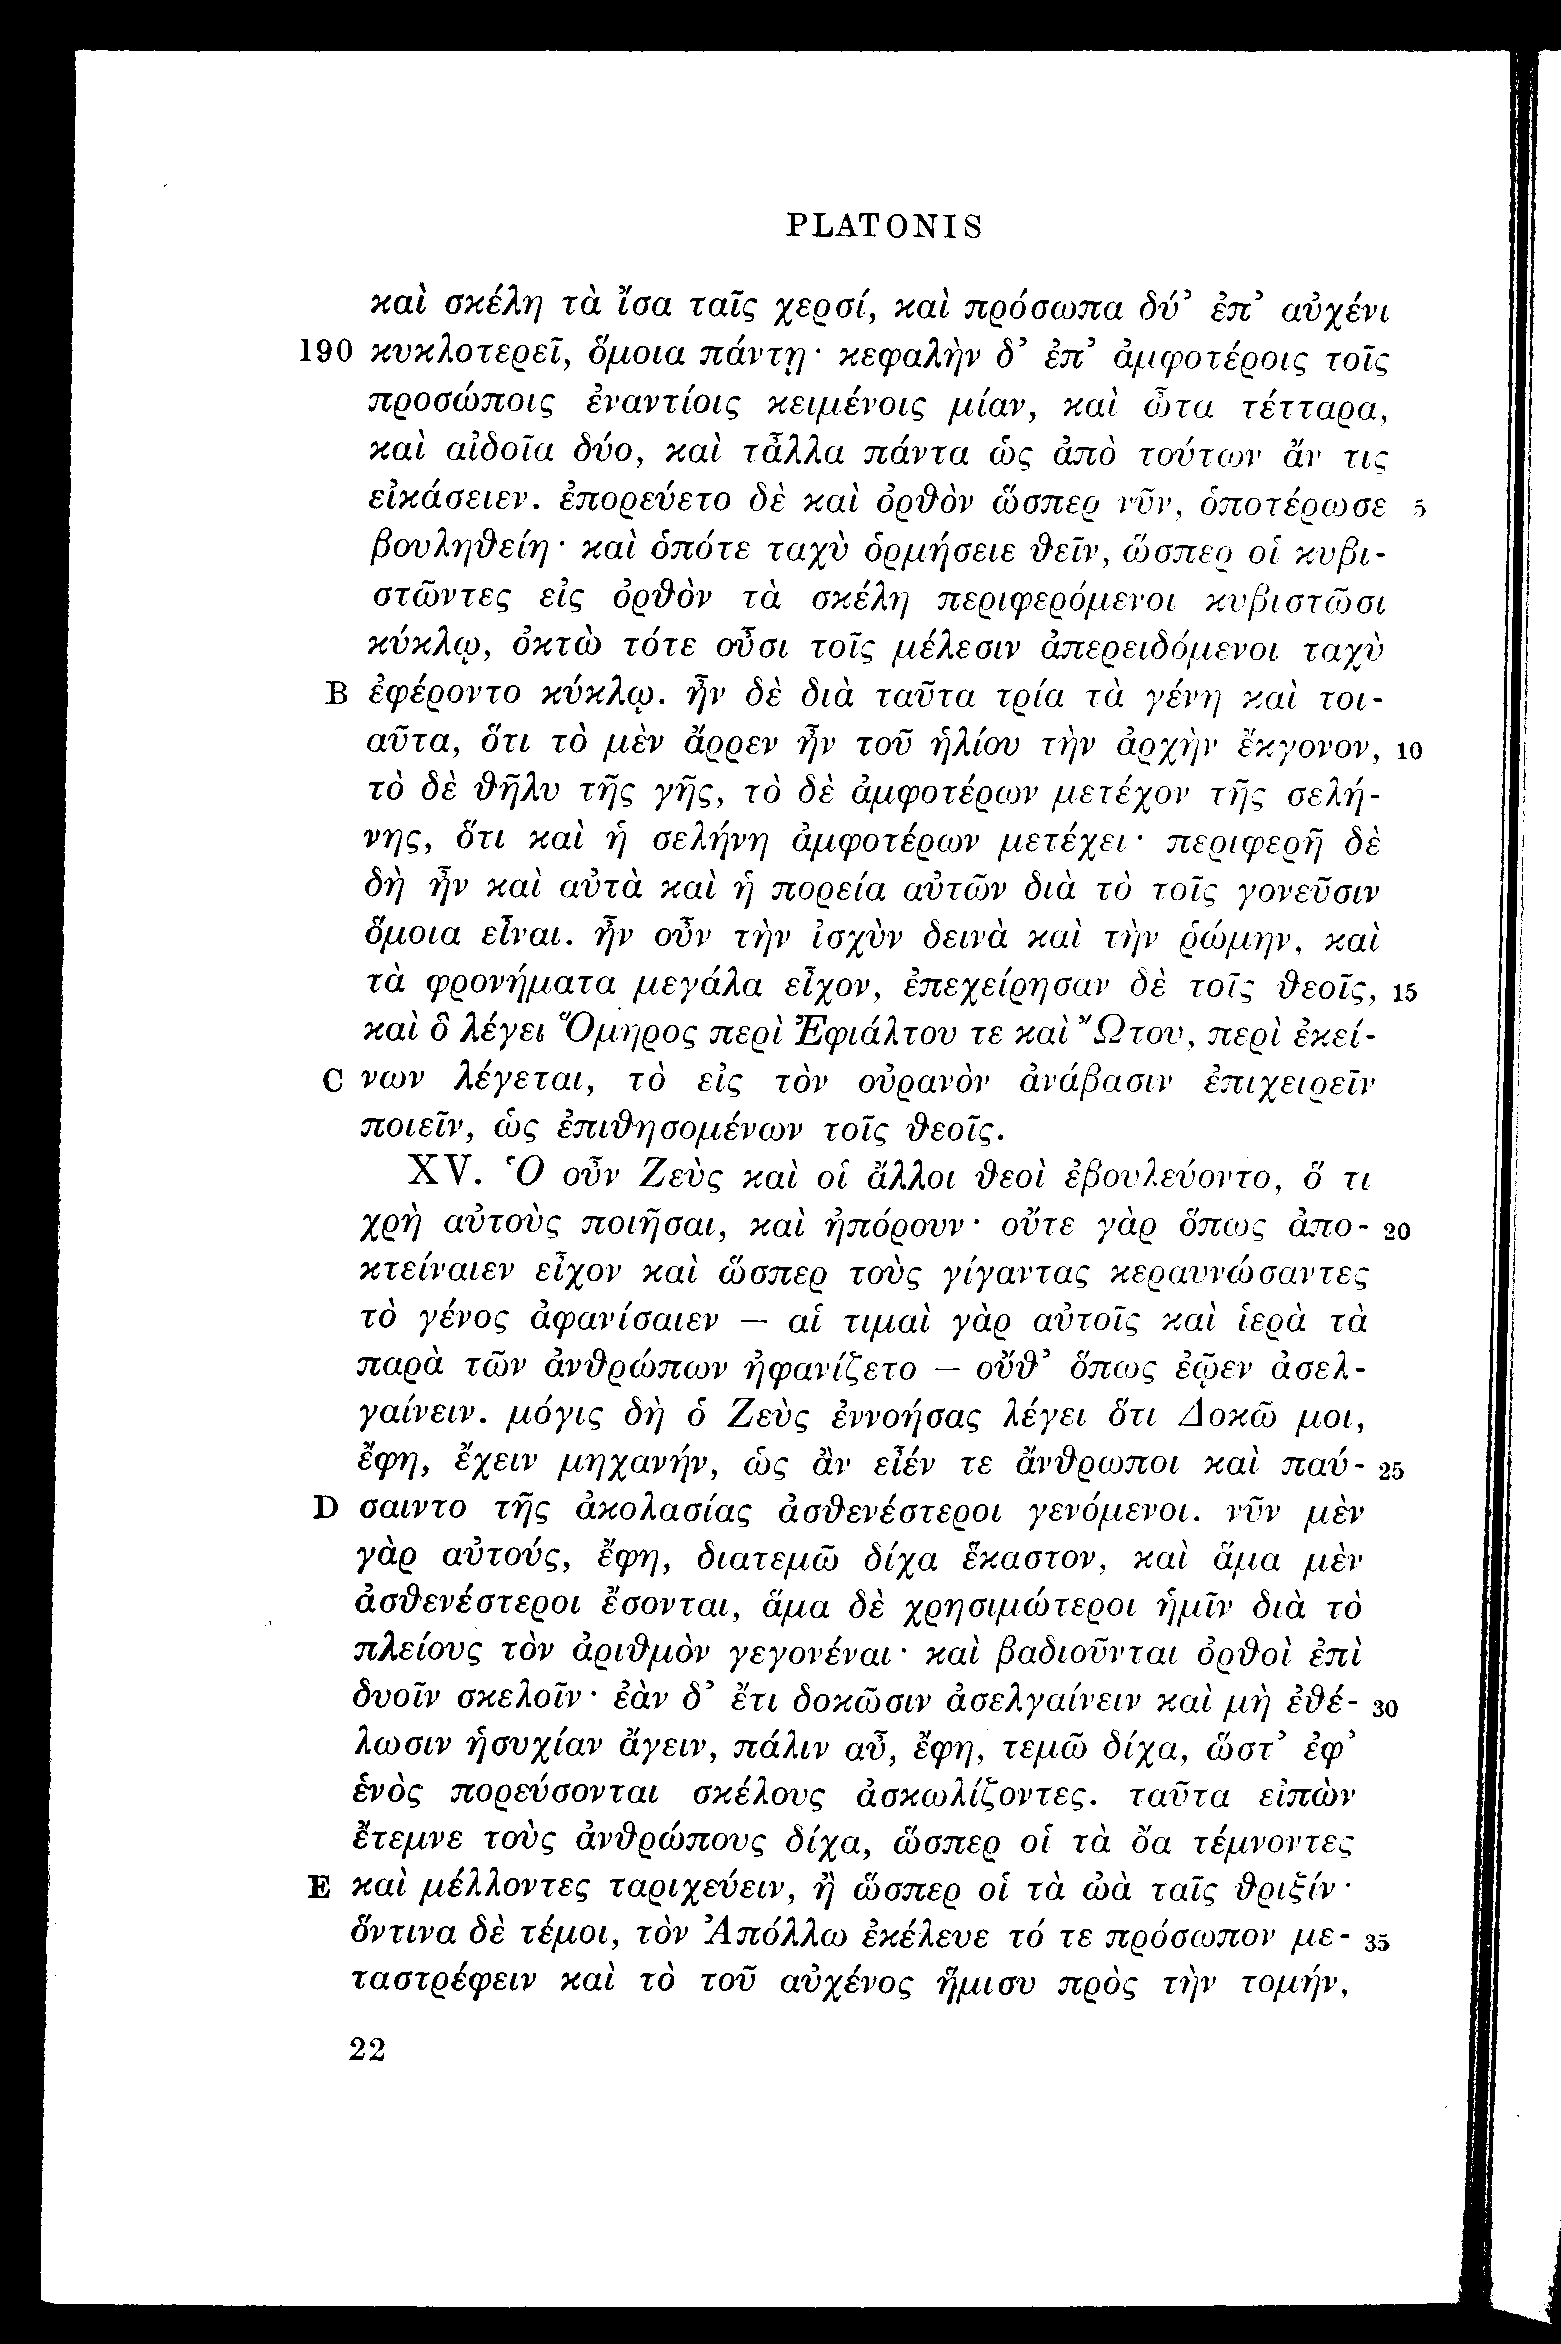 PLATONIS
καὶ σκέλη τὰ ἴσα ταῖς χερσί, καὶ πρόσωπα δύ’ ἐπ’ αὐχένι
190 κυκλοτερεῖ, ὅμοια πάντῃ· κεφαλὴν δ’ ἐπ’ ἀμφοτέροις τοῖς
προσώποις ἐναντίοις κειμένοις μίαν, καὶ ὦτα τέτταρα,
καὶ αἰδοῖα δύο, καὶ τἆλλα πάντα ὡς ἀπὸ τούτων ἄν τις
εἰκάσειεν. ἐπορεύετο δὲ καὶ ὀρθὸν ὥσπερ νῦν, ὁποτέρωσε 5
βουληθείη· καὶ ὁπότε ταχὺ ὁρμήσειε θεῖν, ὥσπερ οἱ κυβι-
στῶντες εἰς ὀρθὸν τὰ σκέλη περιφερόμενοι κυβιστῶσι
κύκλῳ, ὀκτὼ τότε οὖσι τοῖς μέλεσιν ἀπερειδόμενοι ταχὺ
B ἐφέροντο κύκλῳ. ἦν δὲ διὰ ταῦτα τρία τὰ γένη καὶ τοι-
αῦτα, ὅτι τὸ μὲν ἄρρεν ἦν τοῦ ἡλίου τὴν ἀρχὴν ἔκγονον, 10
τὸ δὲ θῆλυ τῆς γῆς, τὸ δὲ ἀμφοτέρων μετέχον τῆς σελή-
νης, ὅτι καὶ ἡ σελήνη ἀμφοτέρων μετέχει· περιφερῆ δὲ
δὴ ἦν καὶ αὐτὰ καὶ ἡ πορεία αὐτῶν διὰ τὸ τοῖς γονεῦσιν
ὅμοια εἶναι. ἦν οὖν τὴν ἰσχὺν δεινὰ καὶ τὴν ῥώμην, καὶ
τὰ φρονήματα μεγάλα εἶχον, ἐπεχείρησαν δὲ τοῖς θεοῖς, 15
καὶ ὃ λέγει Ὅμηρος περὶ Ἐφιάλτου τε καὶ Ὤτου, περὶ ἐκεί-
C νων λέγεται, τὸ εἰς τὸν οὐρανὸν ἀνάβασιν ἐπιχειρεῖν
ποιεῖν, ὡς ἐπιθησομένων τοῖς θεοῖς.
XV. Ὁ οὖν Ζεὺς καὶ οἱ ἄλλοι θεοὶ ἐβουλεύοντο, ὅ τι
χρὴ αὐτοὺς ποιῆσαι, καὶ ἠπόρουν· οὔτε γὰρ ὅπως ἀπο- 20
κτείναιεν εἶχον καὶ ὥσπερ τοὺς γίγαντας κεραυνώσαντες
τὸ γένος ἀφανίσαιεν — αἱ τιμαὶ γὰρ αὐτοῖς καὶ ἱερὰ τὰ
παρὰ τῶν ἀνθρώπων ἠφανίζετο — οὔθ’ ὅπως ἐῷεν ἀσελ-
γαίνειν. μόγις δὴ ὁ Ζεὺς ἐννοήσας λέγει ὅτι Δοκῶ μοι,
ἔφη, ἔχειν μηχανήν, ὡς ἂν εἶέν τε ἄνθρωποι καὶ παύ- 25
D σαιντο τῆς ἀκολασίας ἀσθενέστεροι γενόμενοι. νῦν μὲν
γὰρ αὐτούς, ἔφη, διατεμῶ δίχα ἕκαστον, καὶ ἅμα μὲν
ἀσθενέστεροι ἔσονται, ἅμα δὲ χρησιμώτεροι ἡμῖν διὰ τὸ
πλείους τὸν ἀριθμὸν γεγονέναι· καὶ βαδιοῦνται ὀρθοὶ ἐπὶ
δυοῖν σκελοῖν· ἐὰν δ’ ἔτι δοκῶσιν ἀσελγαίνειν καὶ μὴ ἐθέ- 30
λωσιν ἡσυχίαν ἄγειν, πάλιν αὖ, ἔφη, τεμῶ δίχα, ὥστ’ ἐφ’
ἑνὸς πορεύσονται σκέλους ἀσκωλίζοντες. ταῦτα εἰπὼν
ἔτεμνε τοὺς ἀνθρώπους δίχα, ὥσπερ οἱ τὰ ὄα τέμνοντες
E καὶ μέλλοντες ταριχεύειν, ἢ ὥσπερ οἱ τὰ ὠὰ ταῖς θριξίν·
ὅντινα δὲ τέμοι, τὸν Ἀπόλλω ἐκέλευε τό τε πρόσωπον με- 35
ταστρέφειν καὶ τὸ τοῦ αὐχένος ἥμισυ πρὸς τὴν τομήν,
22